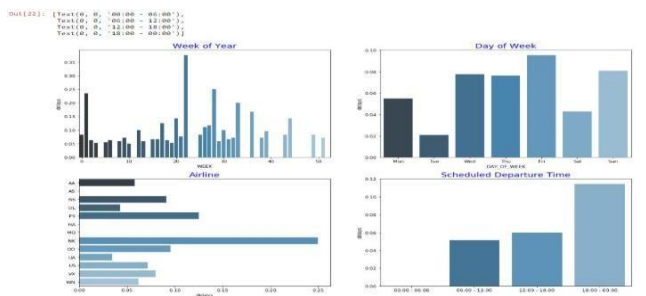 Out[22]: [Text(0, 0, '00:00 - 06:00'),
Text(0, 0, '06:00 - 12:00'),
Text(0, 0, '12:00 - 18:00'),
Text(0, 0, '18:00 - 00:00')]
Week of Year
0.35
0.30
0.25
0.20
0.15
0.10
0.05
0.00
0 10 20 30 40 50
INDEX
Day of Week
0.10
0.08
0.06
0.04
0.02
0.00
Mon Tue Wed Thu Fri Sat Sun
DAY_OF_WEEK
Airline
AA
AS
DL
EV
HA
MQ
NK
OO
UA
US
VX
WN
0.00 0.05 0.10 0.15 0.20 0.25
Scheduled Departure Time
0.12
0.10
0.08
0.06
0.04
0.02
0.00
00:00 - 06:00 06:00 - 12:00 12:00 - 18:00 18:00 - 00:00